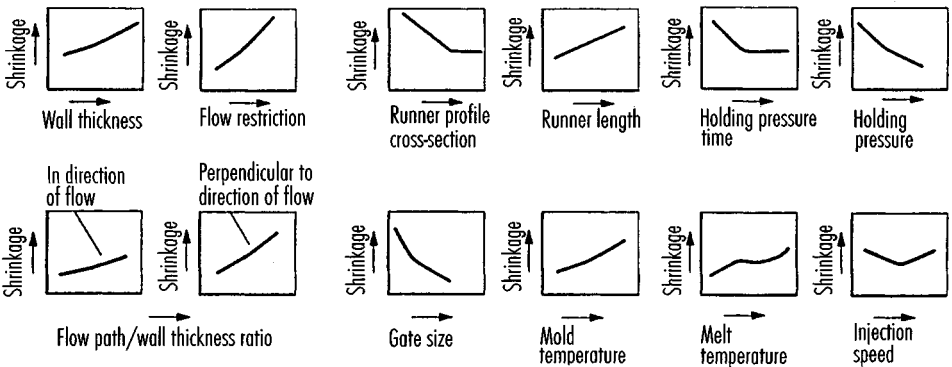 Shrinkage
Wall thickness
Shrinkage
Flow restriction
Shrinkage
Runner profile
cross-section
Shrinkage
Runner length
Shrinkage
Holding pressure
time
Shrinkage
Holding
pressure
In direction
of flow
Shrinkage
Perpendicular to
direction of flow
Shrinkage
Flow path/wall thickness ratio
Shrinkage
Gate size
Shrinkage
Mold
temperature
Shrinkage
Melt
temperature
Shrinkage
Injection
speed